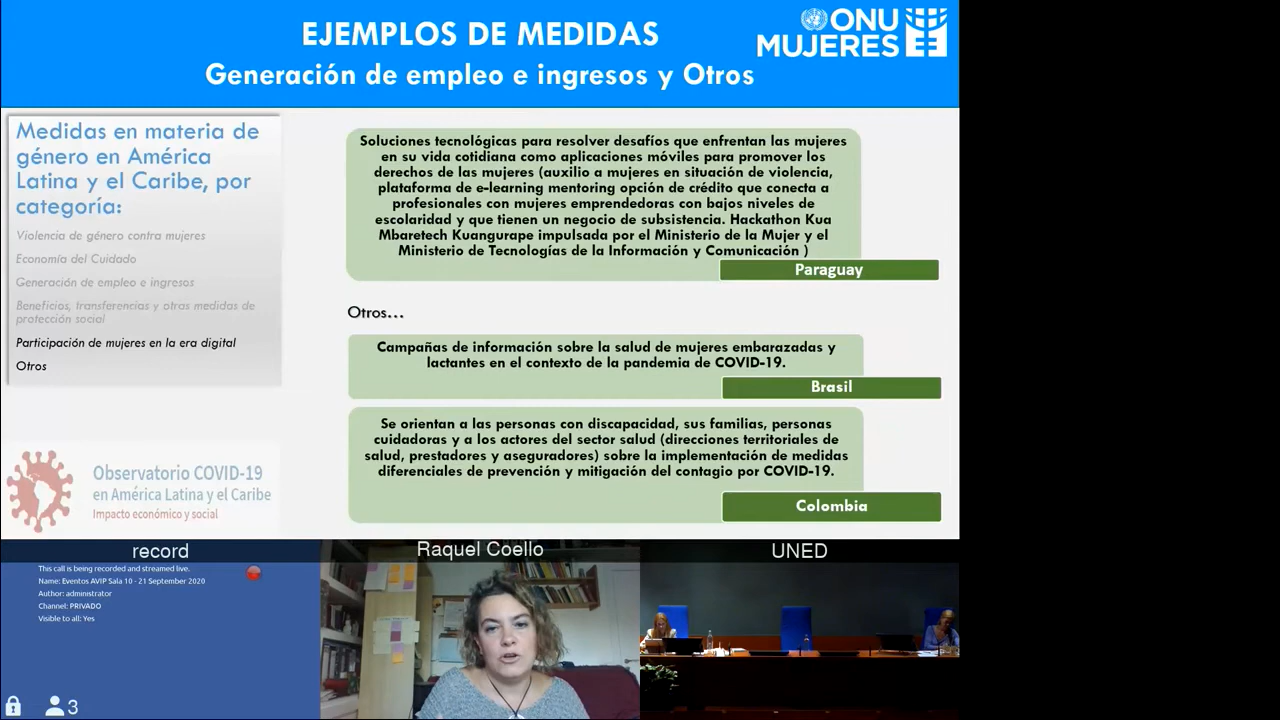 EJEMPLOS DE MEDIDAS
Generación de empleo e ingresos y Otros
ONU
MUJERES
Medidas en materia de
género en América
Latina y el Caribe, por
categoría:
Violencia de género contra mujeres
Economía del Cuidado
Generación de empleo e ingresos
Beneficios, transferencias y otras medidas de
protección social
Participación de mujeres en la era digital
Otros
Observatorio COVID-19
en América Latina y el Caribe
Impacto económico y social
Soluciones tecnológicas para resolver desafíos que enfrentan las mujeres
en su vida cotidiana como aplicaciones móviles para promover los
derechos de las mujeres (auxilio a mujeres en situación de violencia,
plataforma de e-learning mentoring opción de crédito que conecta a
profesionales con mujeres emprendedoras con bajos niveles de
escolaridad y que tienen un negocio de subsistencia. Hackathon Kua
Mbaretech Kuangurape impulsada por el Ministerio de la Mujer y el
Ministerio de Tecnologías de la Información y Comunicación )
Paraguay
Otros...
Campañas de información sobre la salud de mujeres embarazadas y
lactantes en el contexto de la pandemia de COVID-19.
Brasil
Se orientan a las personas con discapacidad, sus familias, personas
cuidadoras y a los actores del sector salud (direcciones territoriales de
salud, prestadores y aseguradores) sobre la implementación de medidas
diferenciales de prevención y mitigación del contagio por COVID-19.
Colombia
record
This call is being recorded and streamed live.
Name: Eventos AVIP Sala 10 - 21 September 2020
Author: administrator
Channel: PRIVADO
Visible to all: Yes
3
Raquel Coello
UNED